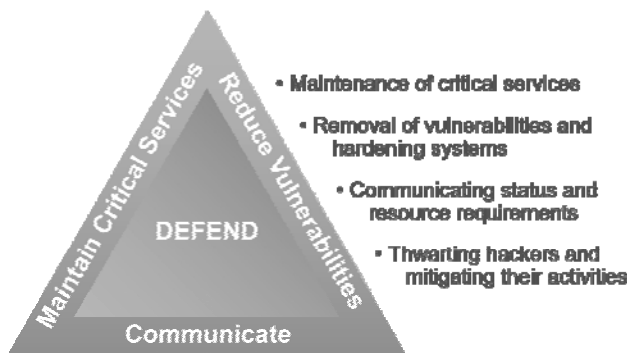 Maintain Critical Services
Reduce Vulnerabilities
DEFEND
Communicate
• Maintenance of critical services
• Removal of vulnerabilities and
hardening systems
• Communicating status and
resource requirements
• Thwarting hackers and
mitigating their activities